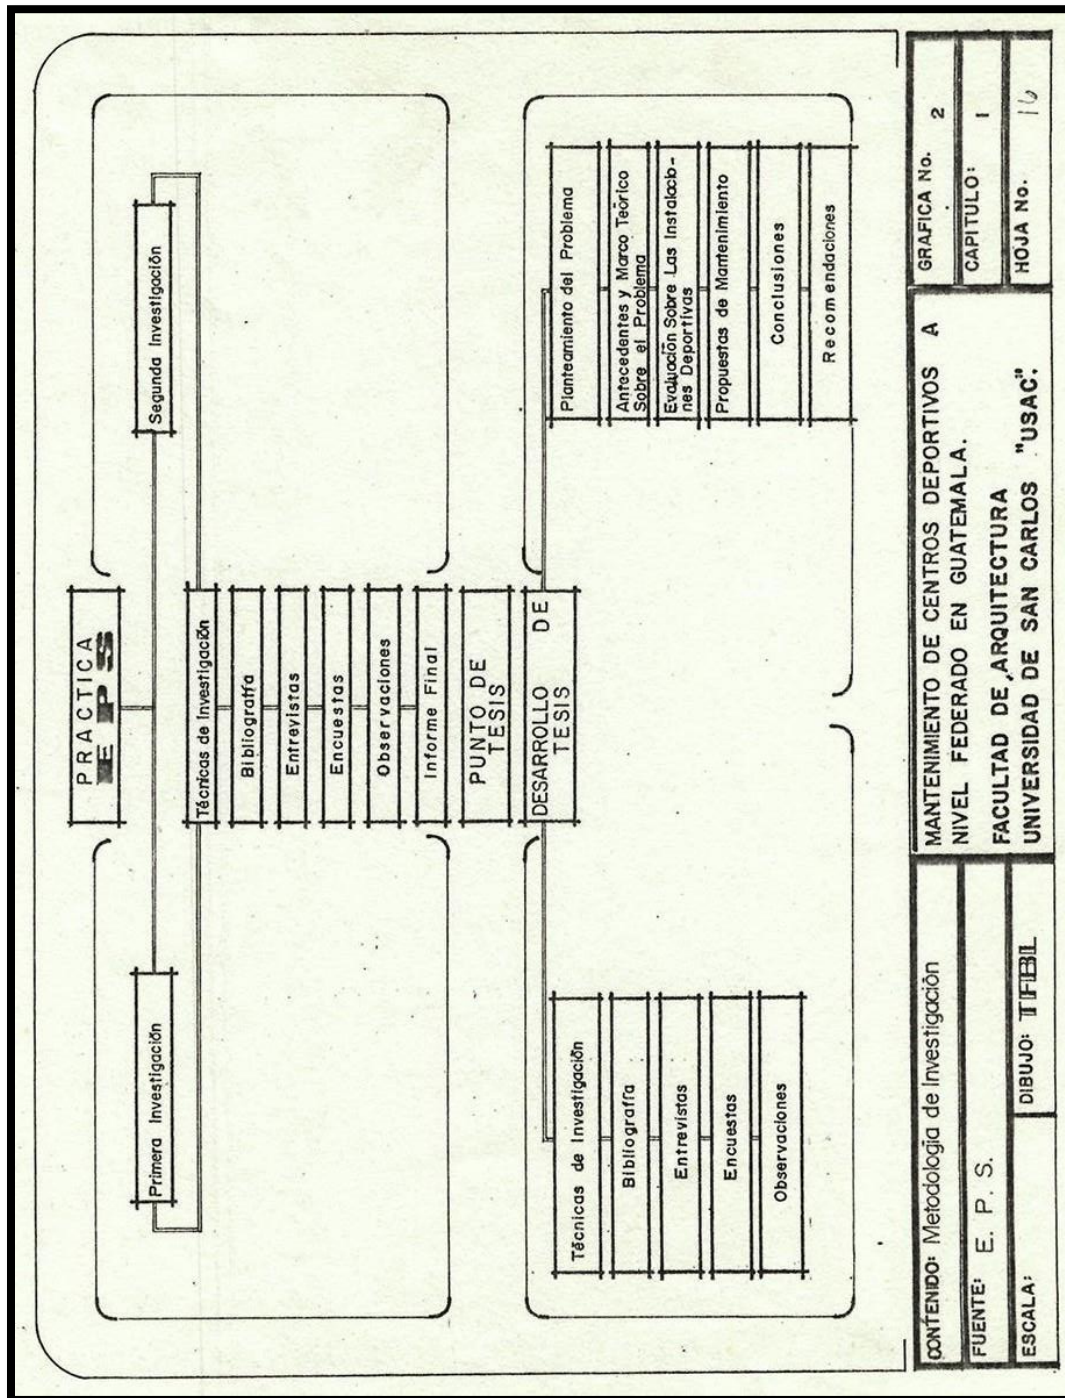 PRACTICA
E P S
Primera Investigación
Segunda Investigación
Técnicas de Investigación
Bibliografía
Entrevistas
Encuestas
Observaciones
Informe Final
PUNTO DE
TESIS
DESARROLLO DE
TESIS
Técnicas de Investigación
Bibliografía
Entrevistas
Encuestas
Observaciones
Planteamiento del Problema
Antecedentes y Marco Teórico
Sobre el Problema
Evaluación Sobre Las Instalacio-
nes Deportivas
Propuestas de Mantenimiento
Conclusiones
Recomendaciones
CONTENIDO: Metodologia de Investigación
FUENTE: E. P. S.
ESCALA:
DIBUJO: TFBL
MANTENIMIENTO DE CENTROS DEPORTIVOS A
NIVEL FEDERADO EN GUATEMALA.
FACULTAD DE ARQUITECTURA
UNIVERSIDAD DE SAN CARLOS "USAC".
GRAFICA No. 2
CAPITULO: I
HOJA No. 16